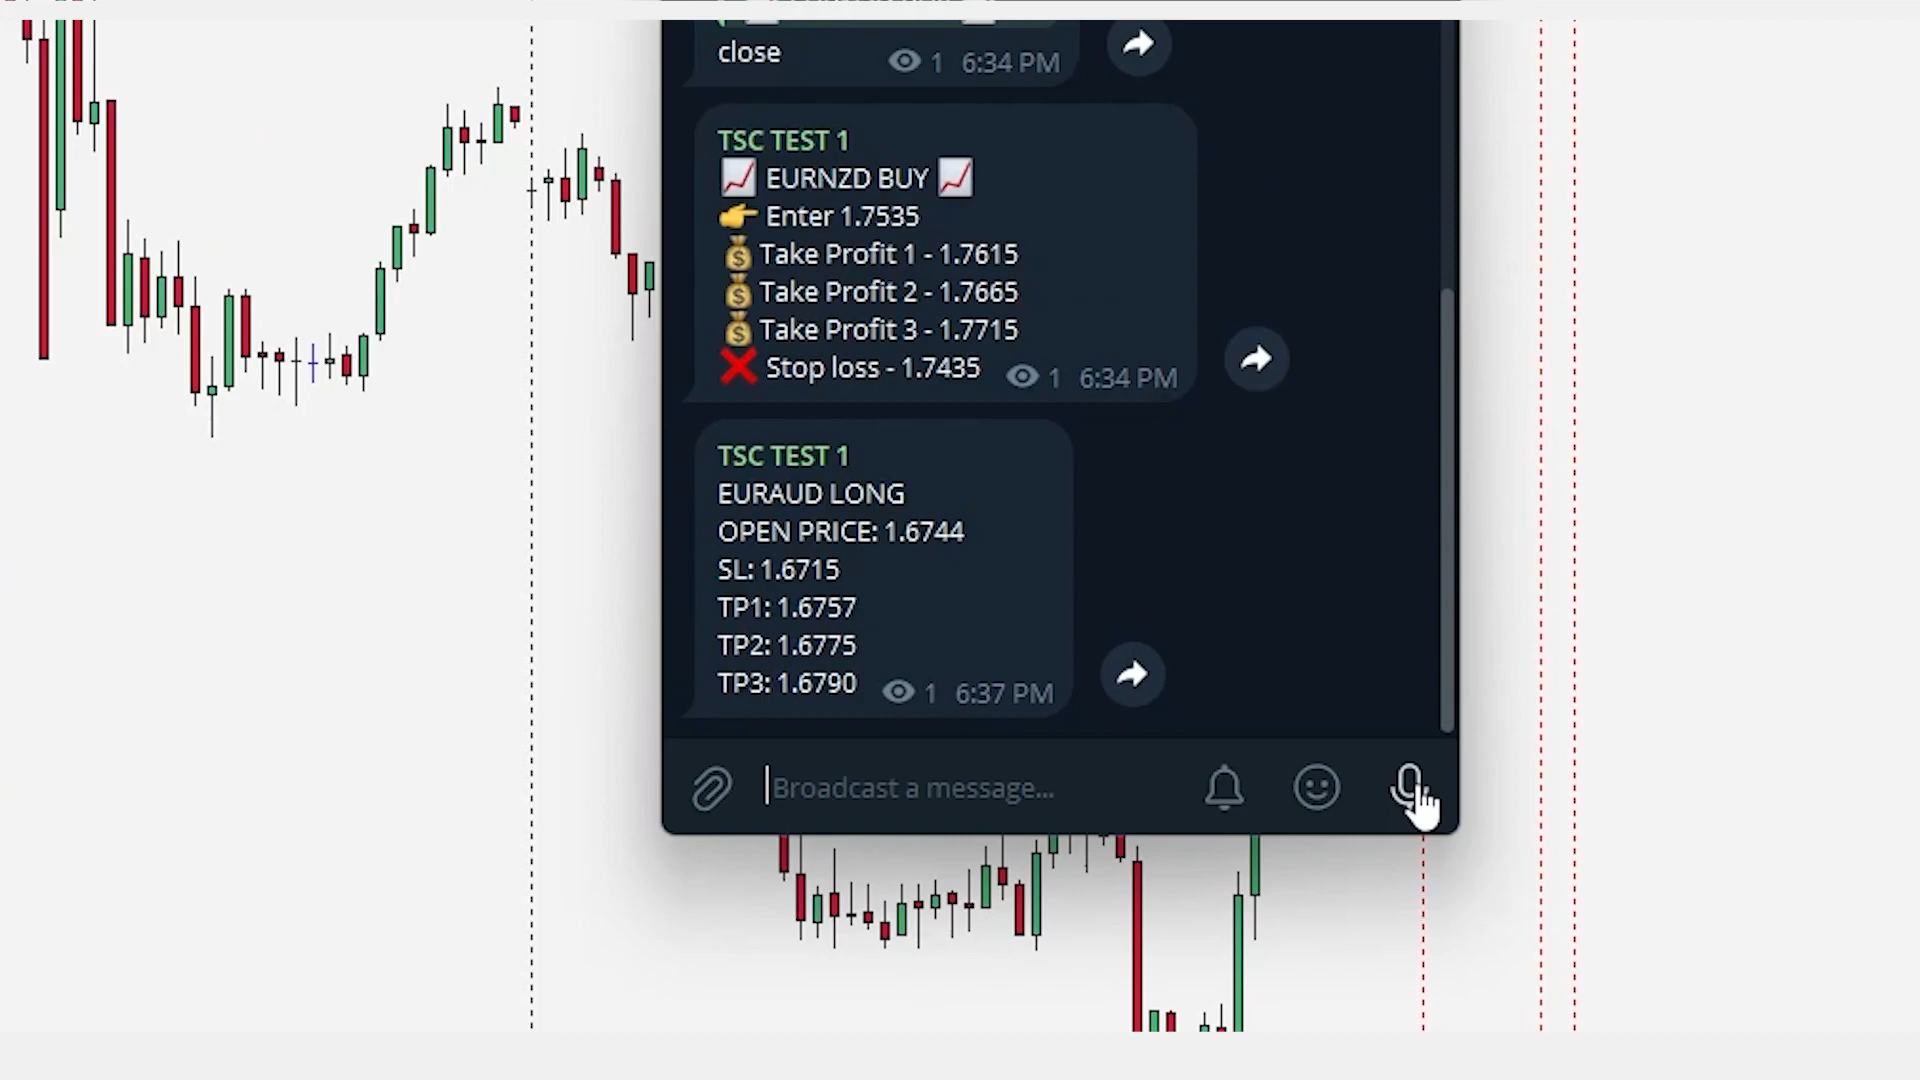 close
1 6:34 PM
TSC TEST 1
📈 EURNZD BUY 📈
👉 Enter 1.7535
💰 Take Profit 1 - 1.7615
💰 Take Profit 2 - 1.7665
💰 Take Profit 3 - 1.7715
❌ Stop loss - 1.7435
1 6:34 PM
TSC TEST 1
EURAUD LONG
OPEN PRICE: 1.6744
SL: 1.6715
TP1: 1.6757
TP2: 1.6775
TP3: 1.6790
1 6:37 PM
Broadcast a message...